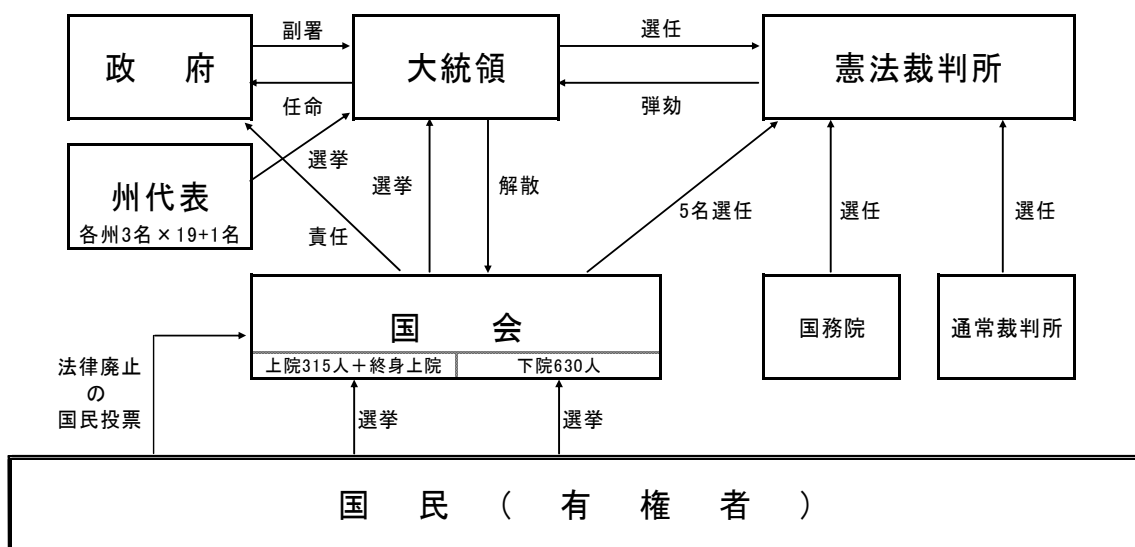 副署
選任
政 府
大統領
憲法裁判所
任命
弾劾
州代表
各州3名×19+1名
選挙
選挙
解散
5名選任
選任
選任
責任
国 会
上院315人+終身上院
下院630人
国務院
通常裁判所
法律廃止
の
国民投票
選挙
選挙
国 民 ( 有 権 者 )